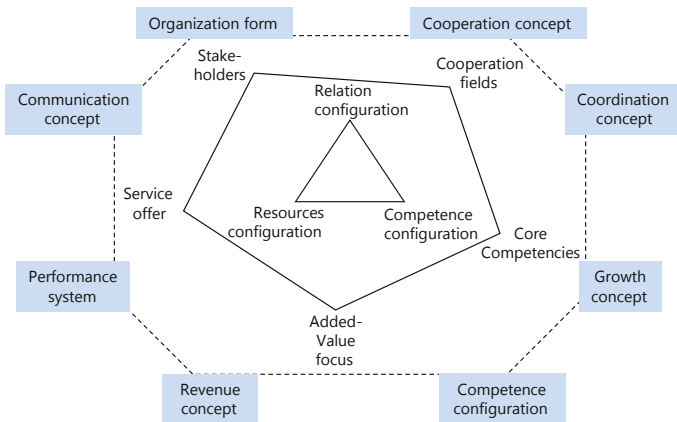 Organization form
Cooperation concept
Stake-
holders
Cooperation
fields
Relation
configuration
Communication
concept
Coordination
concept
Service
offer
Resources
configuration
Competence
configuration
Core
Competencies
Performance
system
Growth
concept
Added-
Value
focus
Revenue
concept
Competence
configuration